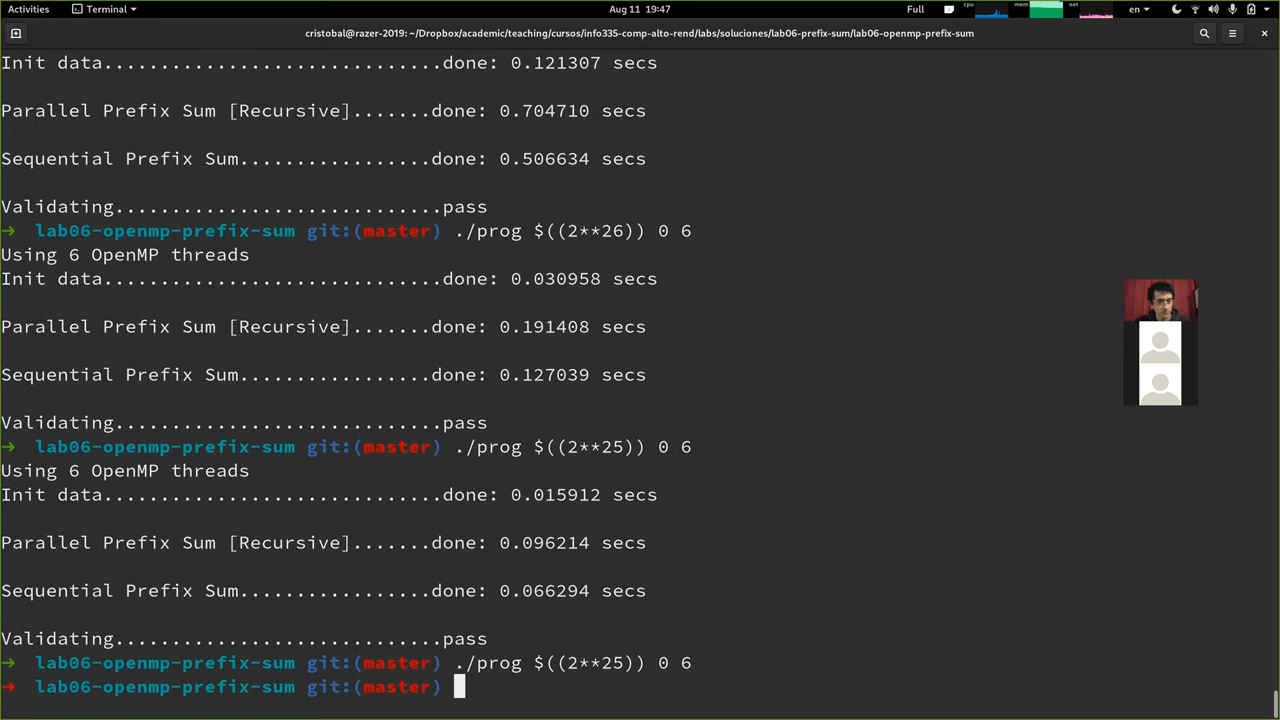 Activities Terminal Aug 11 19:47 Full cpu mem net en
cristobal@razer-2019: ~/Dropbox/academic/teaching/cursos/info335-comp-alto-rend/labs/soluciones/lab06-prefix-sum/lab06-openmp-prefix-sum
Init data..............................done: 0.121307 secs
Parallel Prefix Sum [Recursive].......done: 0.704710 secs
Sequential Prefix Sum.................done: 0.506634 secs
Validating.............................pass
➜ lab06-openmp-prefix-sum git:(master) ./prog $((2**26)) 0 6
Using 6 OpenMP threads
Init data..............................done: 0.030958 secs
Parallel Prefix Sum [Recursive].......done: 0.191408 secs
Sequential Prefix Sum.................done: 0.127039 secs
Validating.............................pass
➜ lab06-openmp-prefix-sum git:(master) ./prog $((2**25)) 0 6
Using 6 OpenMP threads
Init data..............................done: 0.015912 secs
Parallel Prefix Sum [Recursive].......done: 0.096214 secs
Sequential Prefix Sum.................done: 0.066294 secs
Validating.............................pass
➜ lab06-openmp-prefix-sum git:(master) ./prog $((2**25)) 0 6
➜ lab06-openmp-prefix-sum git:(master)